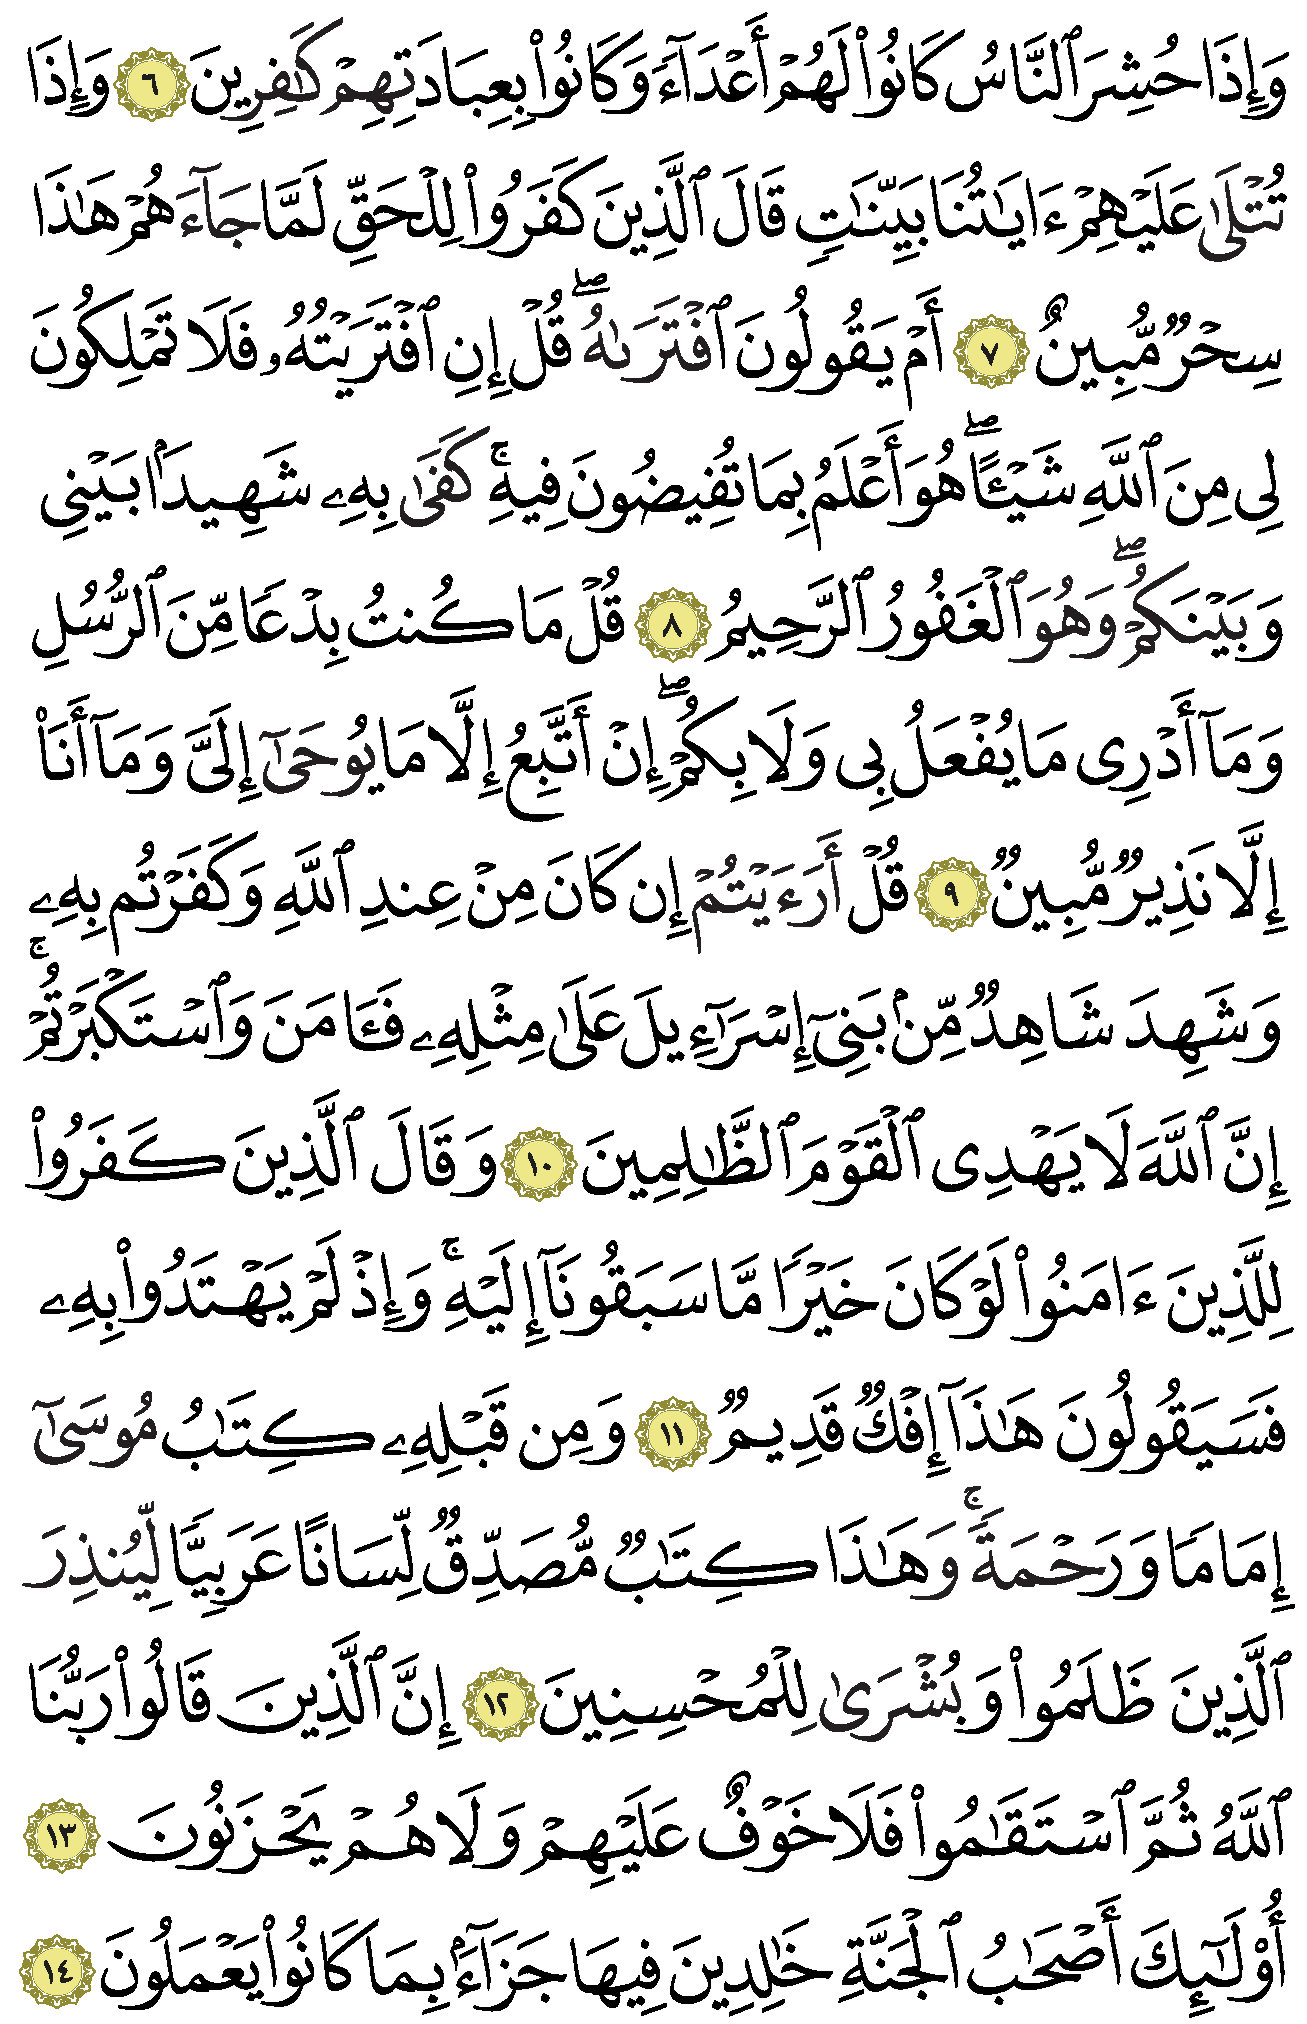 وَإِذَا حُشِرَ ٱلنَّاسُ كَانُوا۟ لَهُمْ أَعْدَآءً وَكَانُوا۟ بِعِبَادَتِهِمْ كَـٰفِرِينَ ٦ وَإِذَا
تُتْلَىٰ عَلَيْهِمْ ءَايَـٰتُنَا بَيِّنَـٰتٍ قَالَ ٱلَّذِينَ كَفَرُوا۟ لِلْحَقِّ لَمَّا جَآءَهُمْ هَـٰذَا
سِحْرٌ مُّبِينٌ ٧ أَمْ يَقُولُونَ ٱفْتَرَىٰهُ ۖ قُلْ إِنِ ٱفْتَرَيْتُهُۥ فَلَا تَمْلِكُونَ
لِى مِنَ ٱللَّهِ شَيْـًٔا ۖ هُوَ أَعْلَمُ بِمَا تُفِيضُونَ فِيهِ ۚ كَفَىٰ بِهِۦ شَهِيدًۢا بَيْنِى
وَبَيْنَكُمْ ۖ وَهُوَ ٱلْغَفُورُ ٱلرَّحِيمُ ٨ قُلْ مَا كُنتُ بِدْعًا مِّنَ ٱلرُّسُلِ
وَمَآ أَدْرِى مَا يُفْعَلُ بِى وَلَا بِكُمْ ۖ إِنْ أَتَّبِعُ إِلَّا مَا يُوحَىٰٓ إِلَىَّ وَمَآ أَنَا۠
إِلَّا نَذِيرٌ مُّبِينٌ ٩ قُلْ أَرَءَيْتُمْ إِن كَانَ مِنْ عِندِ ٱللَّهِ وَكَفَرْتُم بِهِۦ
وَشَهِدَ شَاهِدٌ مِّنۢ بَنِىٓ إِسْرَٰٓءِيلَ عَلَىٰ مِثْلِهِۦ فَـَٔامَنَ وَٱسْتَكْبَرْتُمْ ۚ
إِنَّ ٱللَّهَ لَا يَهْدِى ٱلْقَوْمَ ٱلظَّـٰلِمِينَ ١٠ وَقَالَ ٱلَّذِينَ كَفَرُوا۟
لِلَّذِينَ ءَامَنُوا۟ لَوْ كَانَ خَيْرًا مَّا سَبَقُونَآ إِلَيْهِ ۚ وَإِذْ لَمْ يَهْتَدُوا۟ بِهِۦ
فَسَيَقُولُونَ هَـٰذَآ إِفْكٌ قَدِيمٌ ١١ وَمِن قَبْلِهِۦ كِتَـٰبُ مُوسَىٰٓ
إِمَامًا وَرَحْمَةً ۚ وَهَـٰذَا كِتَـٰبٌ مُّصَدِّقٌ لِّسَانًا عَرَبِيًّا لِّيُنذِرَ
ٱلَّذِينَ ظَلَمُوا۟ وَبُشْرَىٰ لِلْمُحْسِنِينَ ١٢ إِنَّ ٱلَّذِينَ قَالُوا۟ رَبُّنَا
ٱللَّهُ ثُمَّ ٱسْتَقَـٰمُوا۟ فَلَا خَوْفٌ عَلَيْهِمْ وَلَا هُمْ يَحْزَنُونَ ١٣
أُو۟لَـٰٓئِكَ أَصْحَـٰبُ ٱلْجَنَّةِ خَـٰلِدِينَ فِيهَا جَزَآءًۢ بِمَا كَانُوا۟ يَعْمَلُونَ ١٤